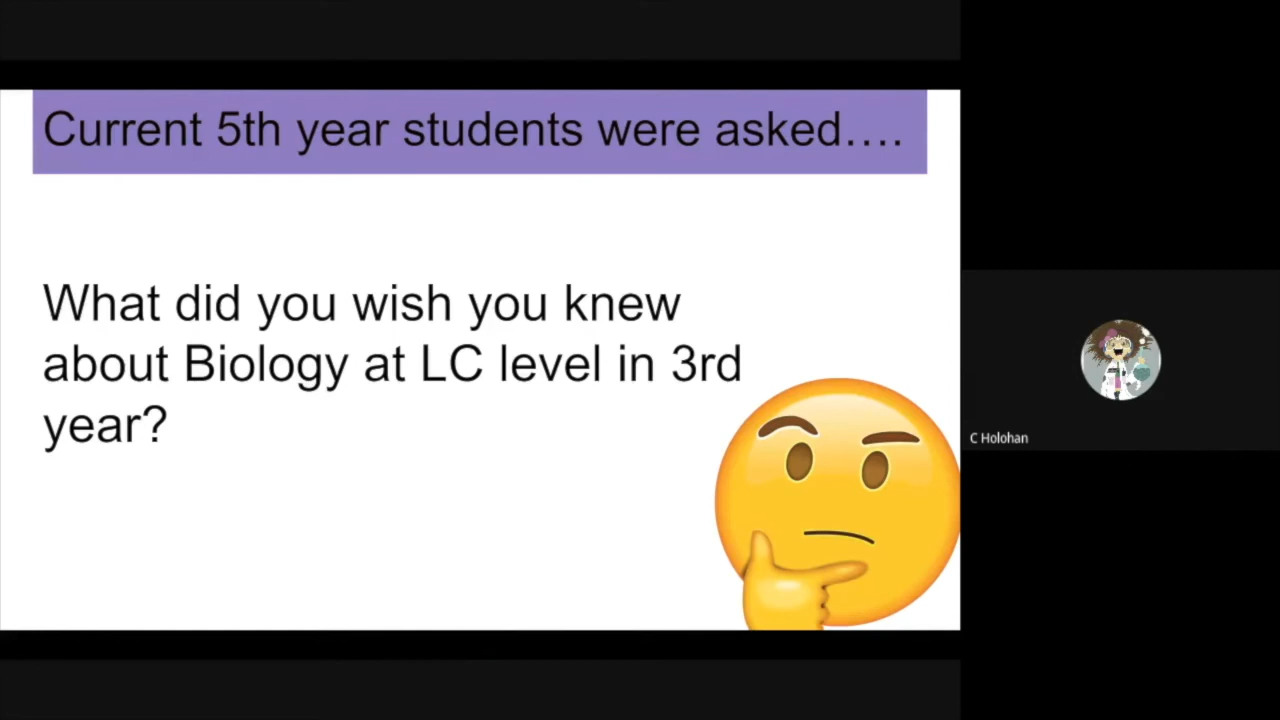 Current 5th year students were asked....
What did you wish you knew
about Biology at LC level in 3rd
year?
C Holohan